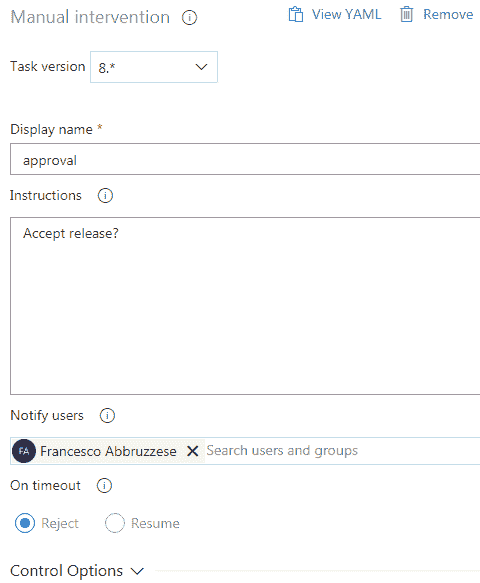 Manual intervention View YAML Remove
Task version 8.*
Display name *
approval
Instructions
Accept release?
Notify users
FA Francesco Abbruzzese Search users and groups
On timeout
Reject Resume
Control Options